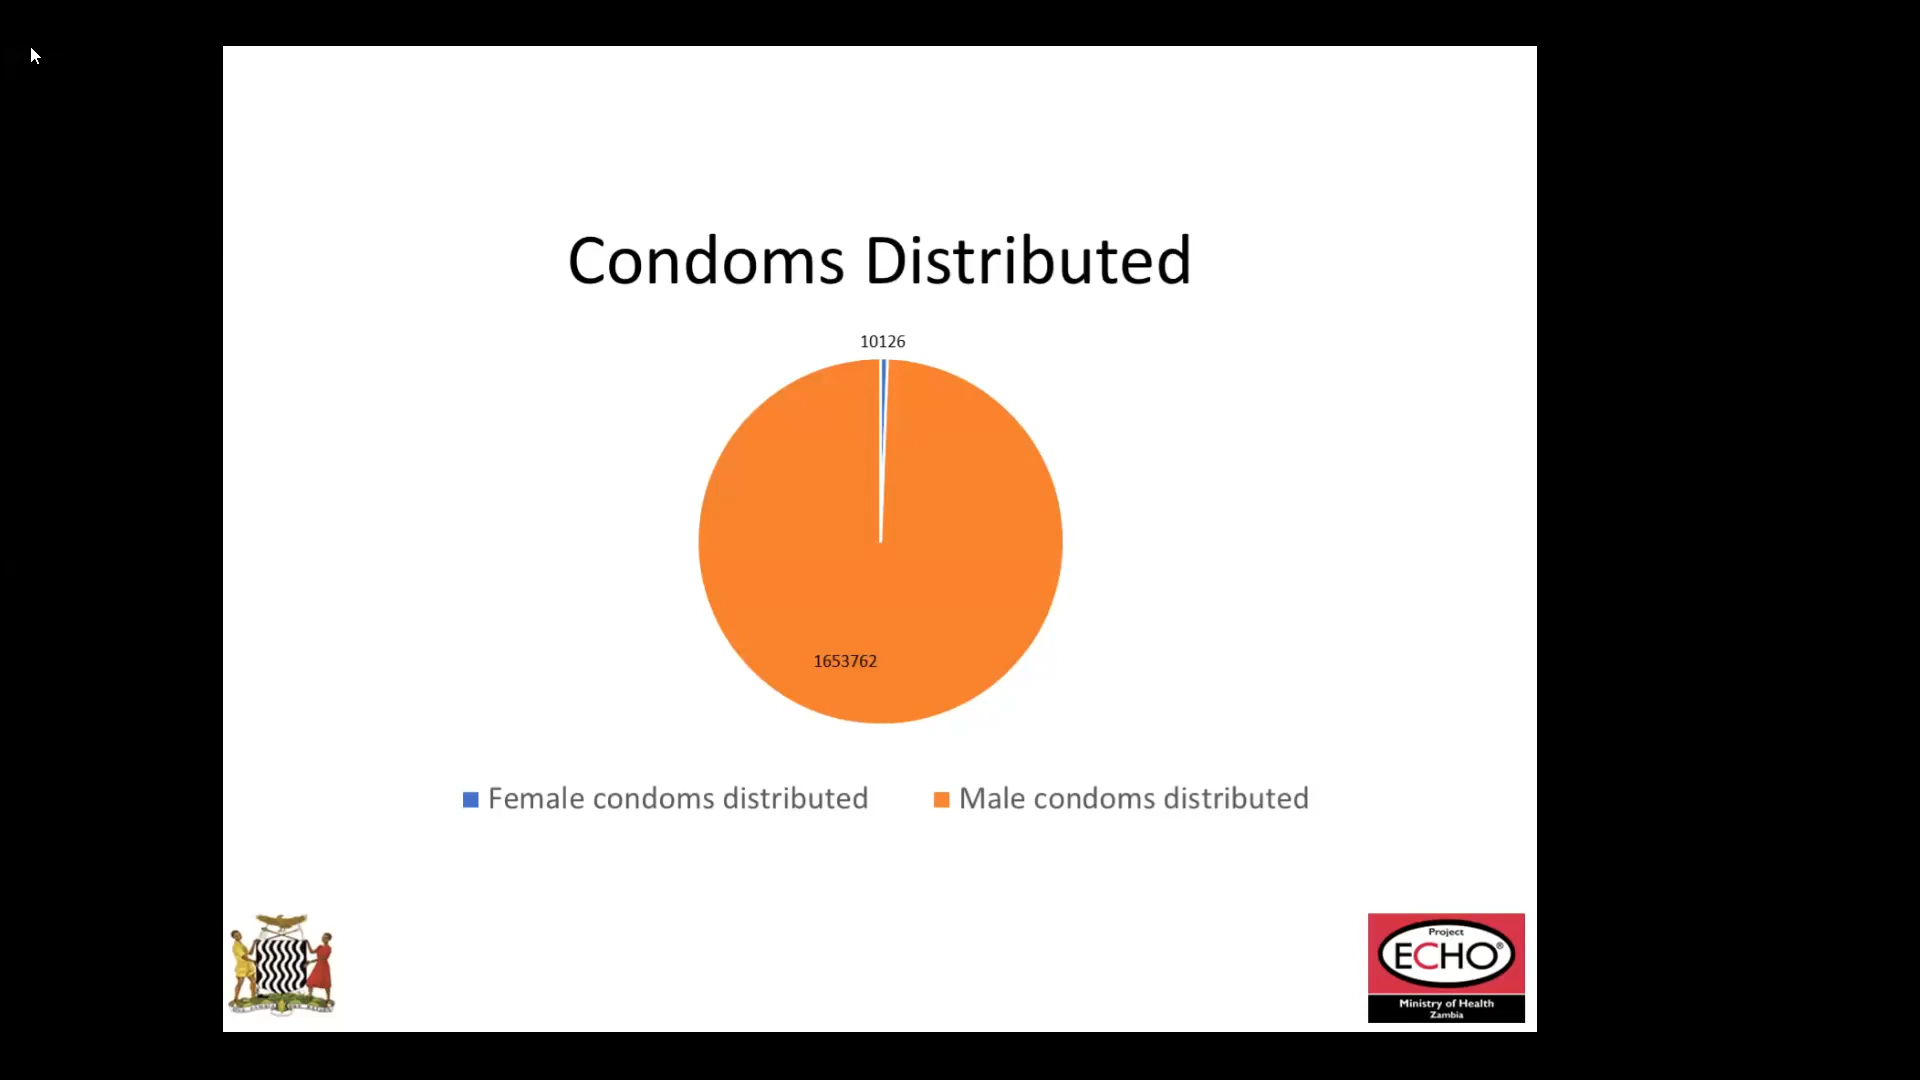 Condoms Distributed
10126
1653762
Female condoms distributed
Male condoms distributed
Project
ECHO®
Ministry of Health
Zambia